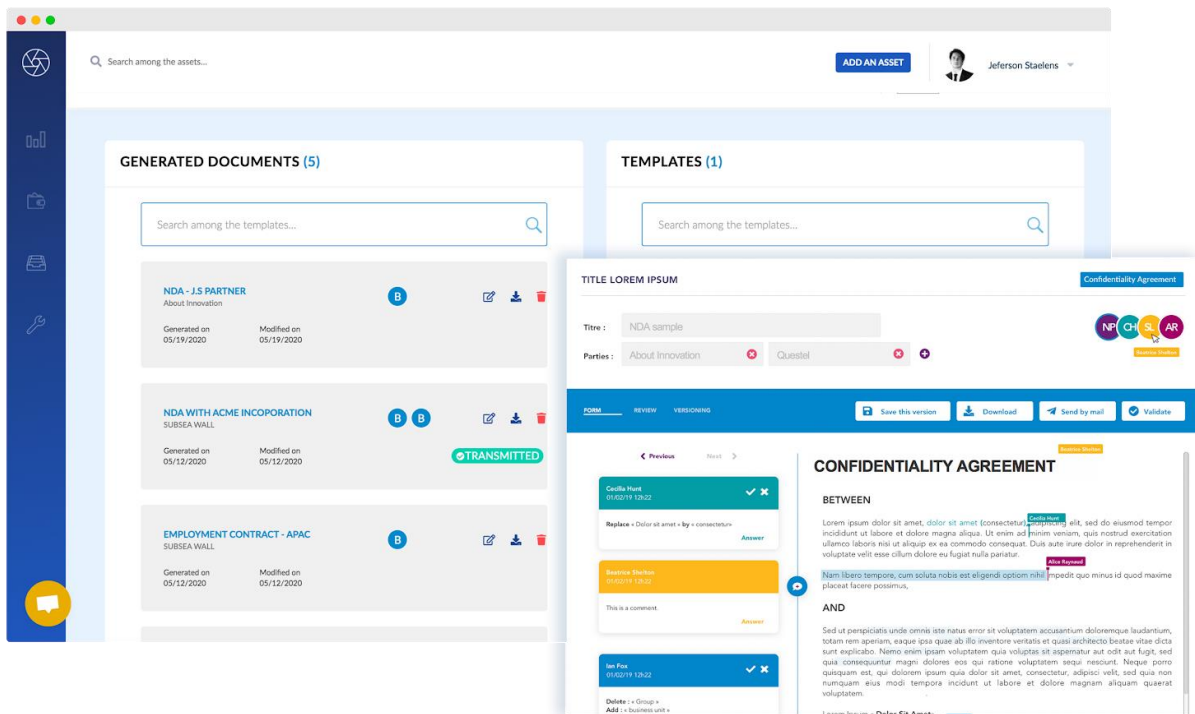 Search among the assets...
ADD AN ASSET
Jeferson Staelens
GENERATED DOCUMENTS (5)
Search among the templates...
NDA - J.S PARTNER
About Innovation
B
Generated on
Modified on
05/19/2020
05/19/2020
NDA WITH ACME INCOPORATION
SUBSEA WALL
B B
Generated on
Modified on
05/12/2020
05/12/2020
TRANSMITTED
EMPLOYMENT CONTRACT - APAC
SUBSEA WALL
B
Generated on
Modified on
05/12/2020
05/12/2020
TEMPLATES (1)
Search among the templates...
TITLE LOREM IPSUM
Confidentiality Agreement
Titre :
NDA sample
NP CH SL AR
Beatrice Shelton
Parties :
About Innovation
Questel
FORM
REVIEW
VERSIONING
Save this version
Download
Send by mail
Validate
Previous
Next
Cecilia Hunt
01/02/19 12h22
Replace « Dolor sit amet » by « consectetur»
Answer
Beatrice Shelton
01/02/19 12h22
This is a comment.
Answer
Ian Fox
01/02/19 12h22
Delete : « Group »
Add : « business unit »
Beatrice Shelton
CONFIDENTIALITY AGREEMENT
BETWEEN
Cecilia Hunt
Lorem ipsum dolor sit amet, dolor sit amet (consectetur), adipiscing elit, sed do eiusmod tempor
incididunt ut labore et dolore magna aliqua. Ut enim ad minim veniam, quis nostrud exercitation
ullamco laboris nisi ut aliquip ex ea commodo consequat. Duis aute irure dolor in reprehenderit in
voluptate velit esse cillum dolore eu fugiat nulla pariatur.
Alice Raynaud
Nam libero tempore, cum soluta nobis est eligendi optiom nihil impedit quo minus id quod maxime
placeat facere possimus,
AND
Sed ut perspiciatis unde omnis iste natus error sit voluptatem accusantium doloremque laudantium,
totam rem aperiam, eaque ipsa quae ab illo inventore veritatis et quasi architecto beatae vitae dicta
sunt explicabo. Nemo enim ipsam voluptatem quia voluptas sit aspernatur aut odit aut fugit, sed
quia consequuntur magni dolores eos qui ratione voluptatem sequi nesciunt. Neque porro
quisquam est, qui dolorem ipsum quia dolor sit amet, consectetur, adipisci velit, sed quia non
numquam eius modi tempora incidunt ut labore et dolore magnam aliquam quaerat
voluptatem.
Lorem Ipsum « Dolor Sit Amet»